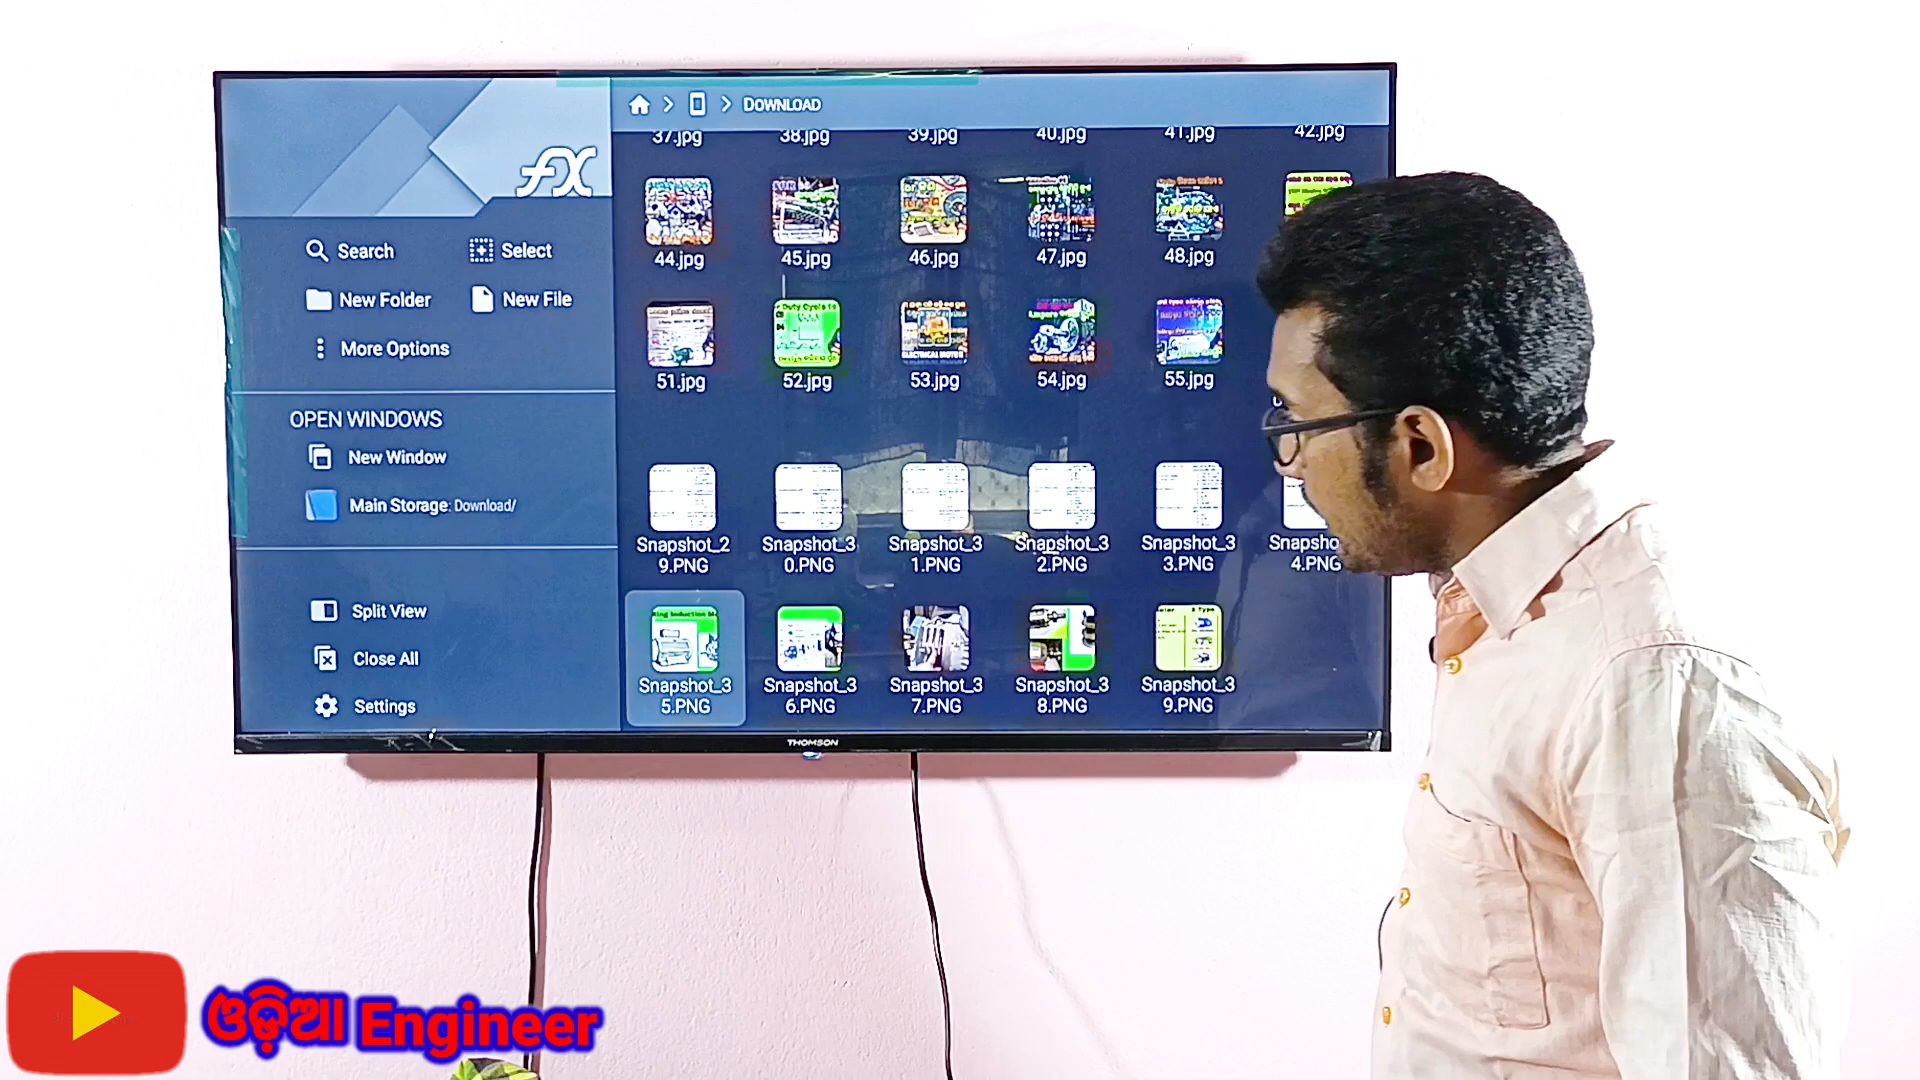 DOWNLOAD
37.jpg 38.jpg 39.jpg 40.jpg 41.jpg 42.jpg
fx
Search Select
New Folder New File
More Options
44.jpg 45.jpg 46.jpg 47.jpg 48.jpg
51.jpg 52.jpg 53.jpg 54.jpg 55.jpg
OPEN WINDOWS
New Window
Main Storage: Download/
Snapshot_2 Snapshot_3 Snapshot_3 Snapshot_3 Snapshot_3 Snapsho
9.PNG 0.PNG 1.PNG 2.PNG 3.PNG 4.PNG
Split View
Close All
Settings
Snapshot_3 Snapshot_3 Snapshot_3 Snapshot_3 Snapshot_3
5.PNG 6.PNG 7.PNG 8.PNG 9.PNG
THOMSON
ଓଡ଼ିଆ Engineer